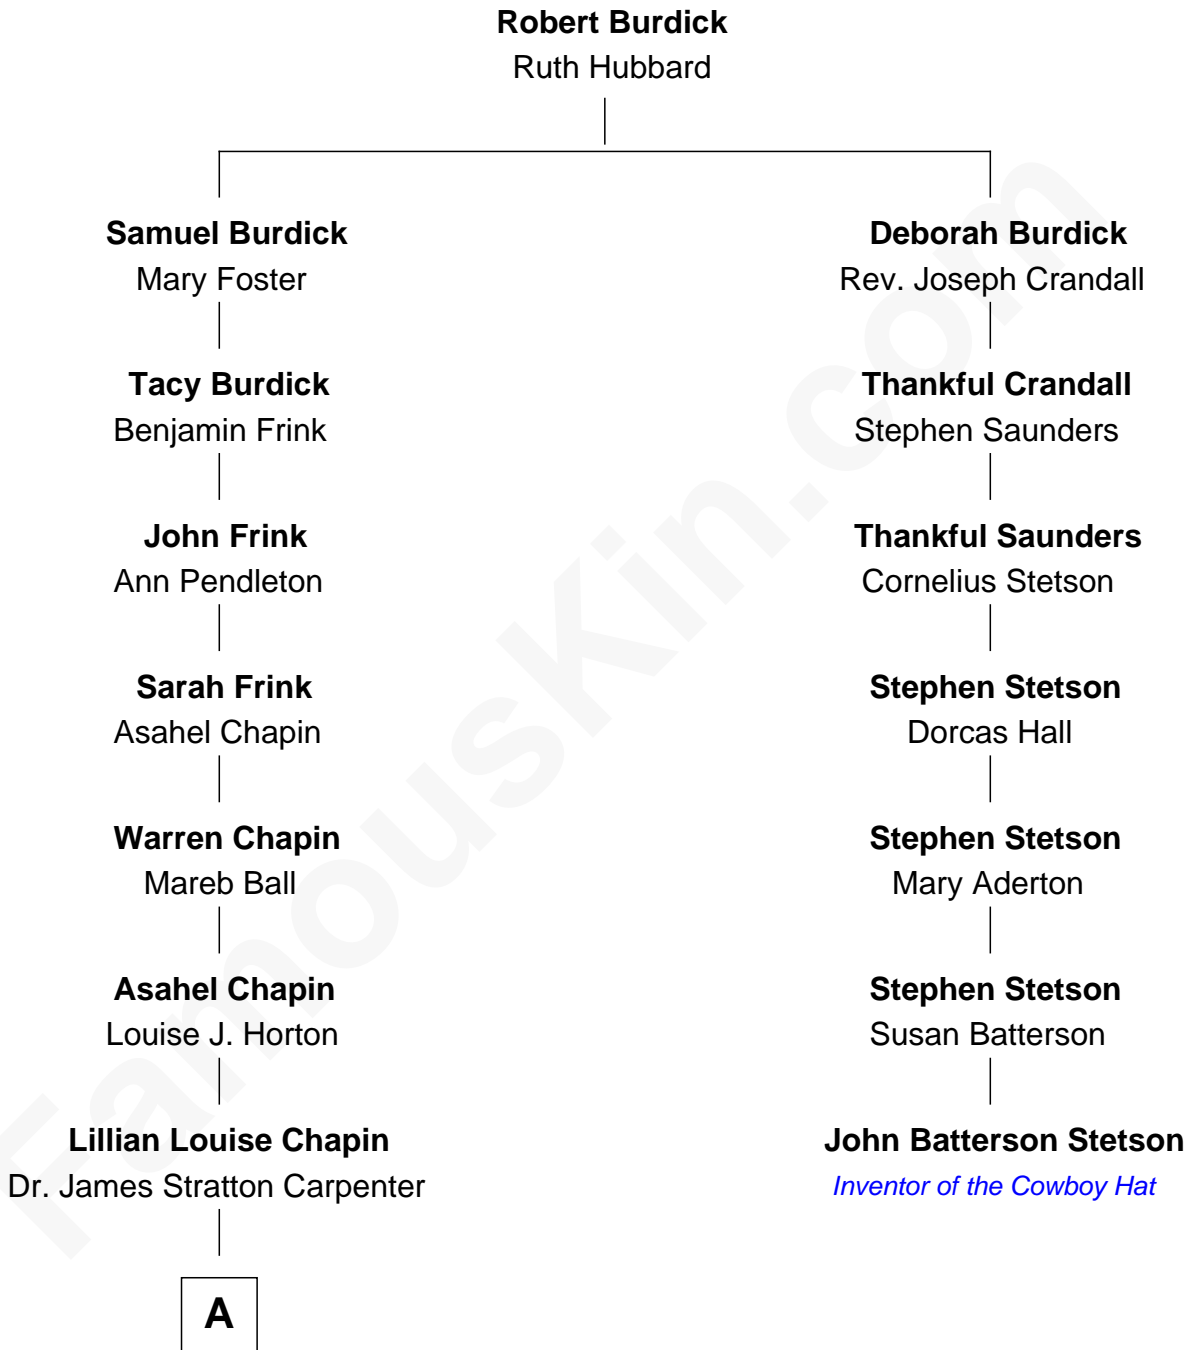 Robert Burdick
Ruth Hubbard
Samuel Burdick
Mary Foster
Deborah Burdick
Rev. Joseph Crandall
Tacy Burdick
Benjamin Frink
Thankful Crandall
Stephen Saunders
John Frink
Ann Pendleton
Thankful Saunders
Cornelius Stetson
Sarah Frink
Asahel Chapin
Stephen Stetson
Dorcas Hall
Warren Chapin
Mareb Ball
Stephen Stetson
Mary Aderton
Asahel Chapin
Louise J. Horton
Stephen Stetson
Susan Batterson
Lillian Louise Chapin
Dr. James Stratton Carpenter
John Batterson Stetson
Inventor of the Cowboy Hat
A
FamousKin.com